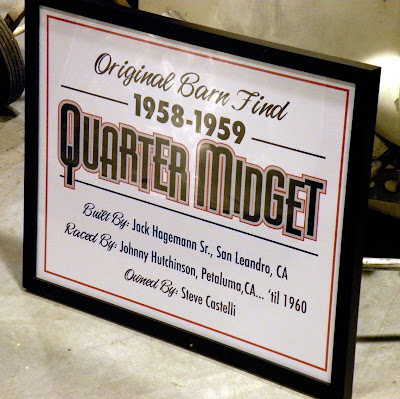 Original Barn Find
1958-1959
QUARTER MIDGET
Built By: Jack Hagemann Sr., San Leandro, CA
Raced By: Johnny Hutchinson, Petaluma,CA... 'til 1960
Owned By: Steve Castelli